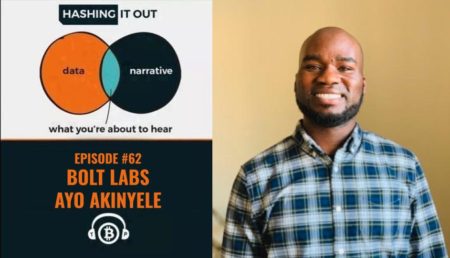 HASHING IT OUT
data
narrative
what you're about to hear
EPISODE #62
BOLT LABS
AYO AKINYELE